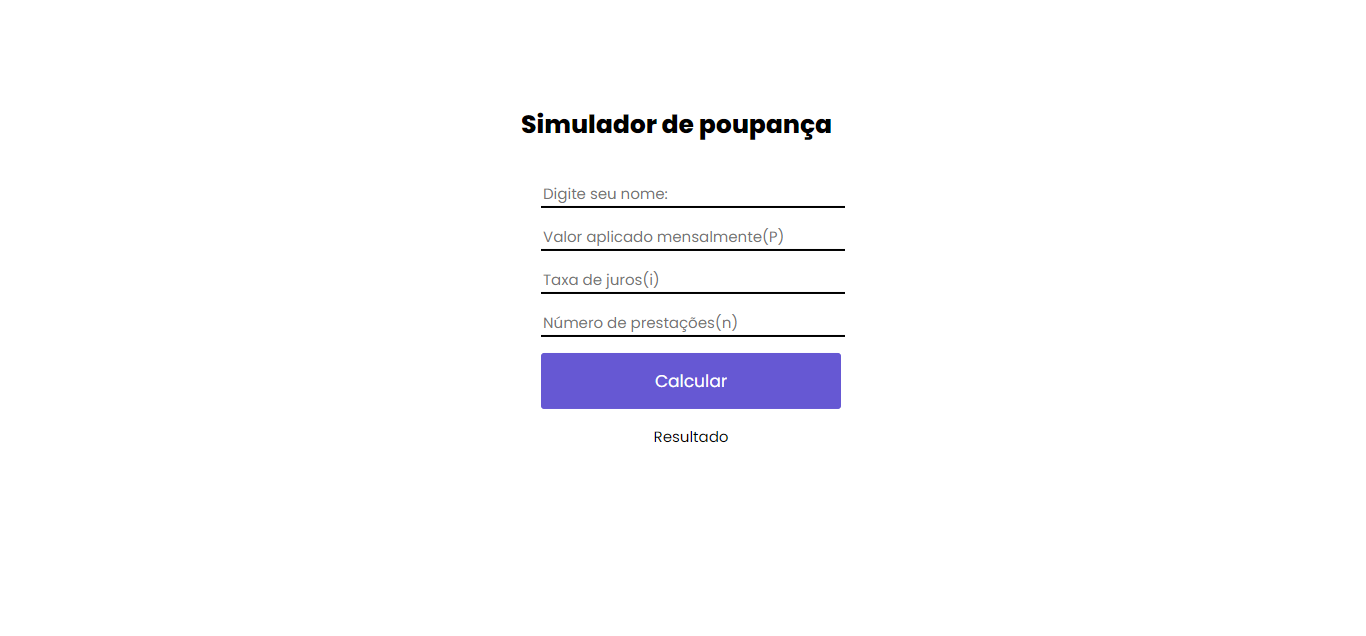 Simulador de poupança
Digite seu nome:
Valor aplicado mensalmente(P)
Taxa de juros(i)
Número de prestações(n)
Calcular
Resultado